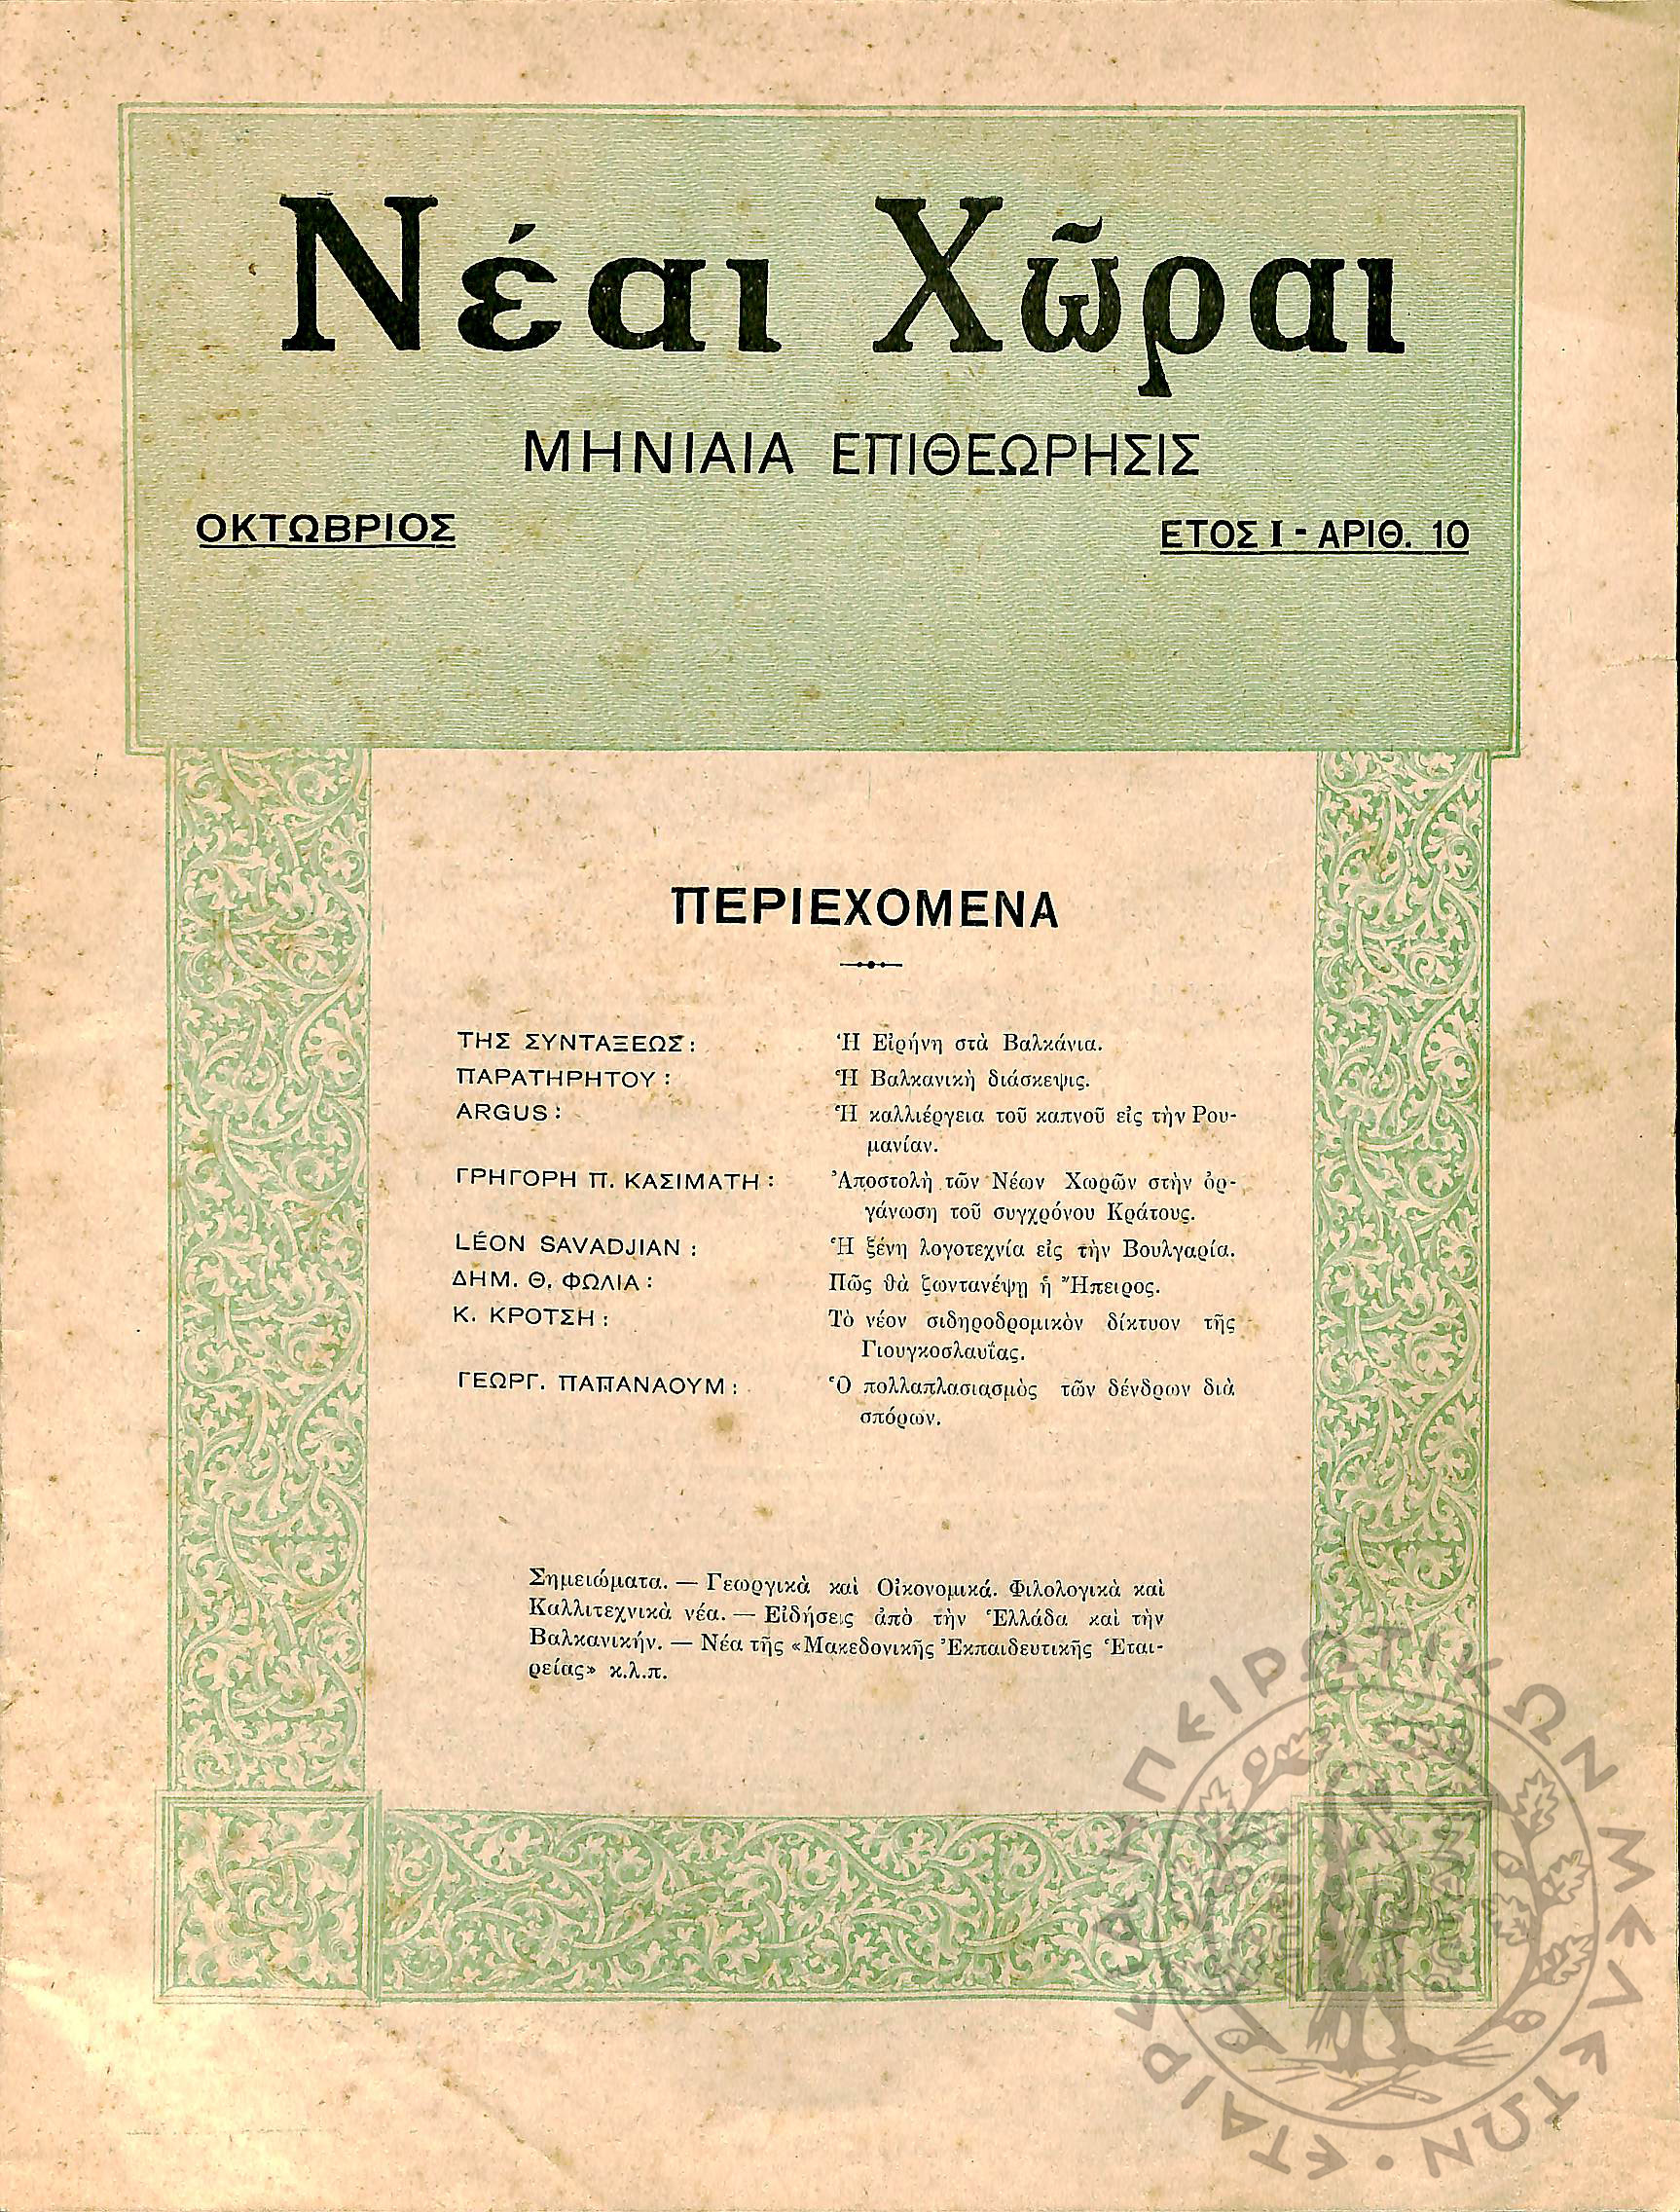 Νέαι Χῶραι
ΜΗΝΙΑΙΑ ΕΠΙΘΕΩΡΗΣΙΣ
ΟΚΤΩΒΡΙΟΣ
ΕΤΟΣ Ι - ΑΡΙΘ. 10
ΠΕΡΙΕΧΟΜΕΝΑ
ΤΗΣ ΣΥΝΤΑΞΕΩΣ: Ἡ Εἰρήνη στὰ Βαλκάνια.
ΠΑΡΑΤΗΡΗΤΟΥ: Ἡ Βαλκανικὴ διάσκεψις.
ARGUS: Ἡ καλλιέργεια τοῦ καπνοῦ εἰς τὴν Ρου-
μανίαν.
ΓΡΗΓΟΡΗ Π. ΚΑΣΙΜΑΤΗ: Ἀποστολὴ τῶν Νέων Χωρῶν στὴν ὀρ-
γάνωση τοῦ συγχρόνου Κράτους.
LÉON SAVADJIAN: Ἡ ξένη λογοτεχνία εἰς τὴν Βουλγαρία.
ΔΗΜ. Θ. ΦΩΛΙΑ: Πῶς θὰ ζωντανέψῃ ἡ Ἤπειρος.
Κ. ΚΡΟΤΣΗ: Τὸ νέον σιδηροδρομικὸν δίκτυον τῆς
Γιουγκοσλαυΐας.
ΓΕΩΡΓ. ΠΑΠΑΝΑΟΥΜ: Ὁ πολλαπλασιασμὸς τῶν δένδρων διὰ
σπόρων.
Σημειώματα. — Γεωργικὰ καὶ Οἰκονομικά. Φιλολογικὰ καὶ
Καλλιτεχνικὰ νέα. — Εἰδήσεις ἀπὸ τὴν Ἑλλάδα καὶ τὴν
Βαλκανικήν. — Νέα τῆς «Μακεδονικῆς Ἐκπαιδευτικῆς Ἑται-
ρείας» κ.λ.π.
ΕΤΑΙΡΕΙΑ ΗΠΕΙΡΩΤΙΚΩΝ ΜΕΛΕΤΩΝ